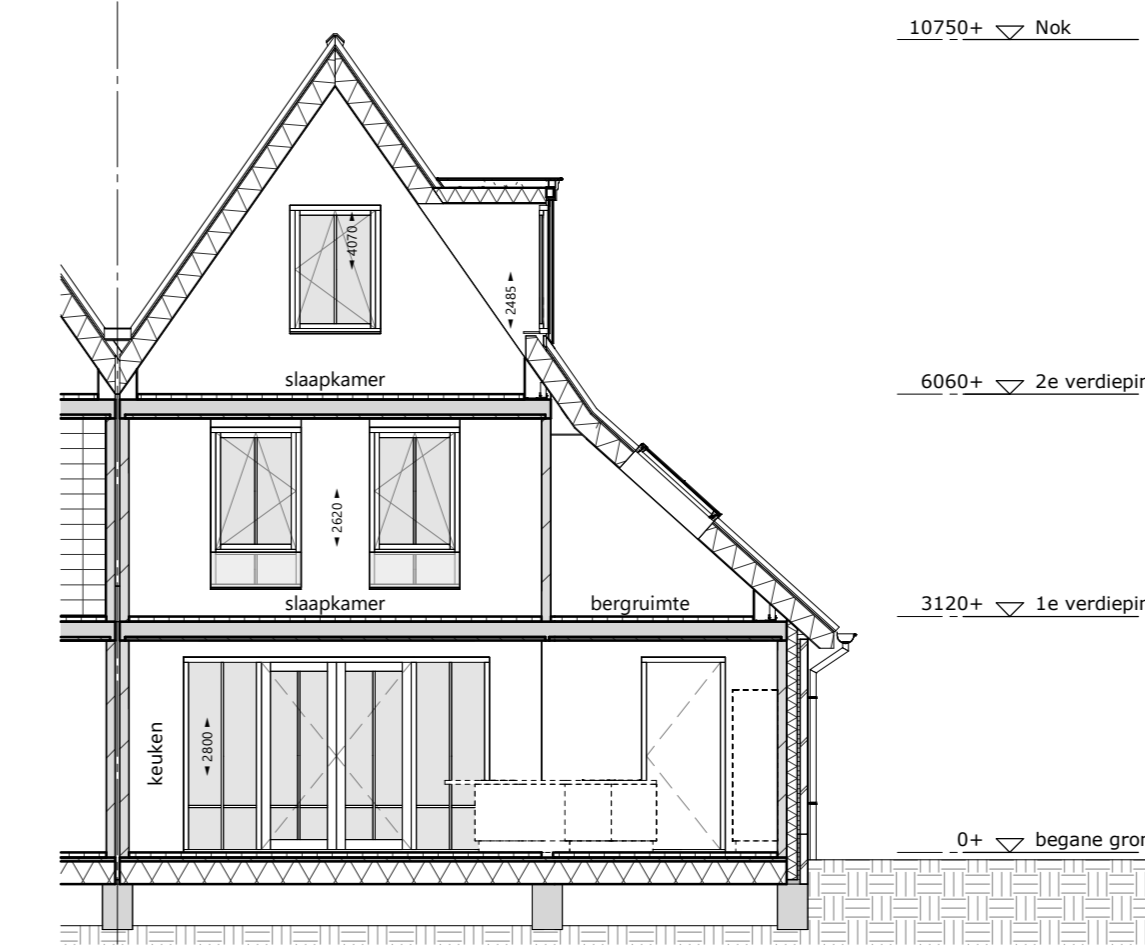 10750+ Nok
4070
2485
slaapkamer
6060+ 2e verdiepin
2620
slaapkamer
bergruimte
3120+ 1e verdiepin
keuken
2800
0+ begane gron